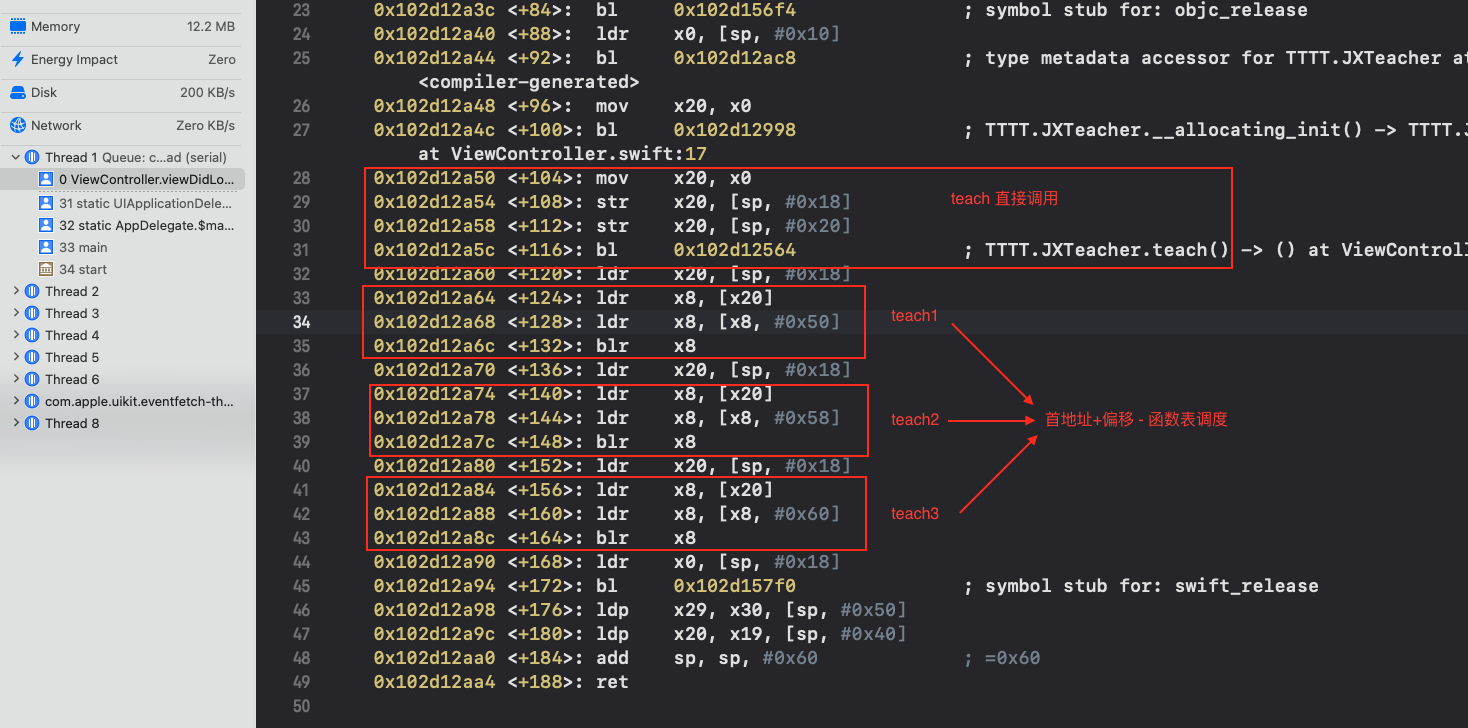 Memory 12.2 MB
Energy Impact Zero
Disk 200 KB/s
Network Zero KB/s
Thread 1 Queue: c...ad (serial)
0 ViewController.viewDidLo...
31 static UIApplicationDele...
32 static AppDelegate.$ma...
33 main
34 start
Thread 2
Thread 3
Thread 4
Thread 5
Thread 6
com.apple.uikit.eventfetch-th...
Thread 8
23 0x102d12a3c <+84>: bl 0x102d156f4 ; symbol stub for: objc_release
24 0x102d12a40 <+88>: ldr x0, [sp, #0x10]
25 0x102d12a44 <+92>: bl 0x102d12ac8 ; type metadata accessor for TTTT.JXTeacher at
<compiler-generated>
26 0x102d12a48 <+96>: mov x20, x0
27 0x102d12a4c <+100>: bl 0x102d12998 ; TTTT.JXTeacher.__allocating_init() -> TTTT.J
at ViewController.swift:17
28 0x102d12a50 <+104>: mov x20, x0
29 0x102d12a54 <+108>: str x20, [sp, #0x18] teach 直接调用
30 0x102d12a58 <+112>: str x20, [sp, #0x20]
31 0x102d12a5c <+116>: bl 0x102d12564 ; TTTT.JXTeacher.teach() -> () at ViewControll
32 0x102d12a60 <+120>: ldr x20, [sp, #0x18]
33 0x102d12a64 <+124>: ldr x8, [x20]
34 0x102d12a68 <+128>: ldr x8, [x8, #0x50] teach1
35 0x102d12a6c <+132>: blr x8
36 0x102d12a70 <+136>: ldr x20, [sp, #0x18]
37 0x102d12a74 <+140>: ldr x8, [x20]
38 0x102d12a78 <+144>: ldr x8, [x8, #0x58] teach2 首地址+偏移 - 函数表调度
39 0x102d12a7c <+148>: blr x8
40 0x102d12a80 <+152>: ldr x20, [sp, #0x18]
41 0x102d12a84 <+156>: ldr x8, [x20]
42 0x102d12a88 <+160>: ldr x8, [x8, #0x60] teach3
43 0x102d12a8c <+164>: blr x8
44 0x102d12a90 <+168>: ldr x0, [sp, #0x18]
45 0x102d12a94 <+172>: bl 0x102d157f0 ; symbol stub for: swift_release
46 0x102d12a98 <+176>: ldp x29, x30, [sp, #0x50]
47 0x102d12a9c <+180>: ldp x20, x19, [sp, #0x40]
48 0x102d12aa0 <+184>: add sp, sp, #0x60 ; =0x60
49 0x102d12aa4 <+188>: ret
50